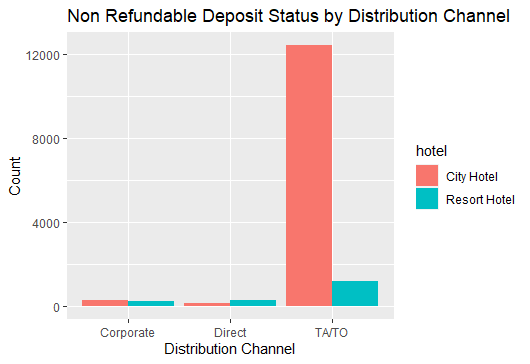 Non Refundable Deposit Status by Distribution Channel
12000
8000
4000
0
Count
Corporate
Direct
TA/TO
Distribution Channel
hotel
City Hotel
Resort Hotel